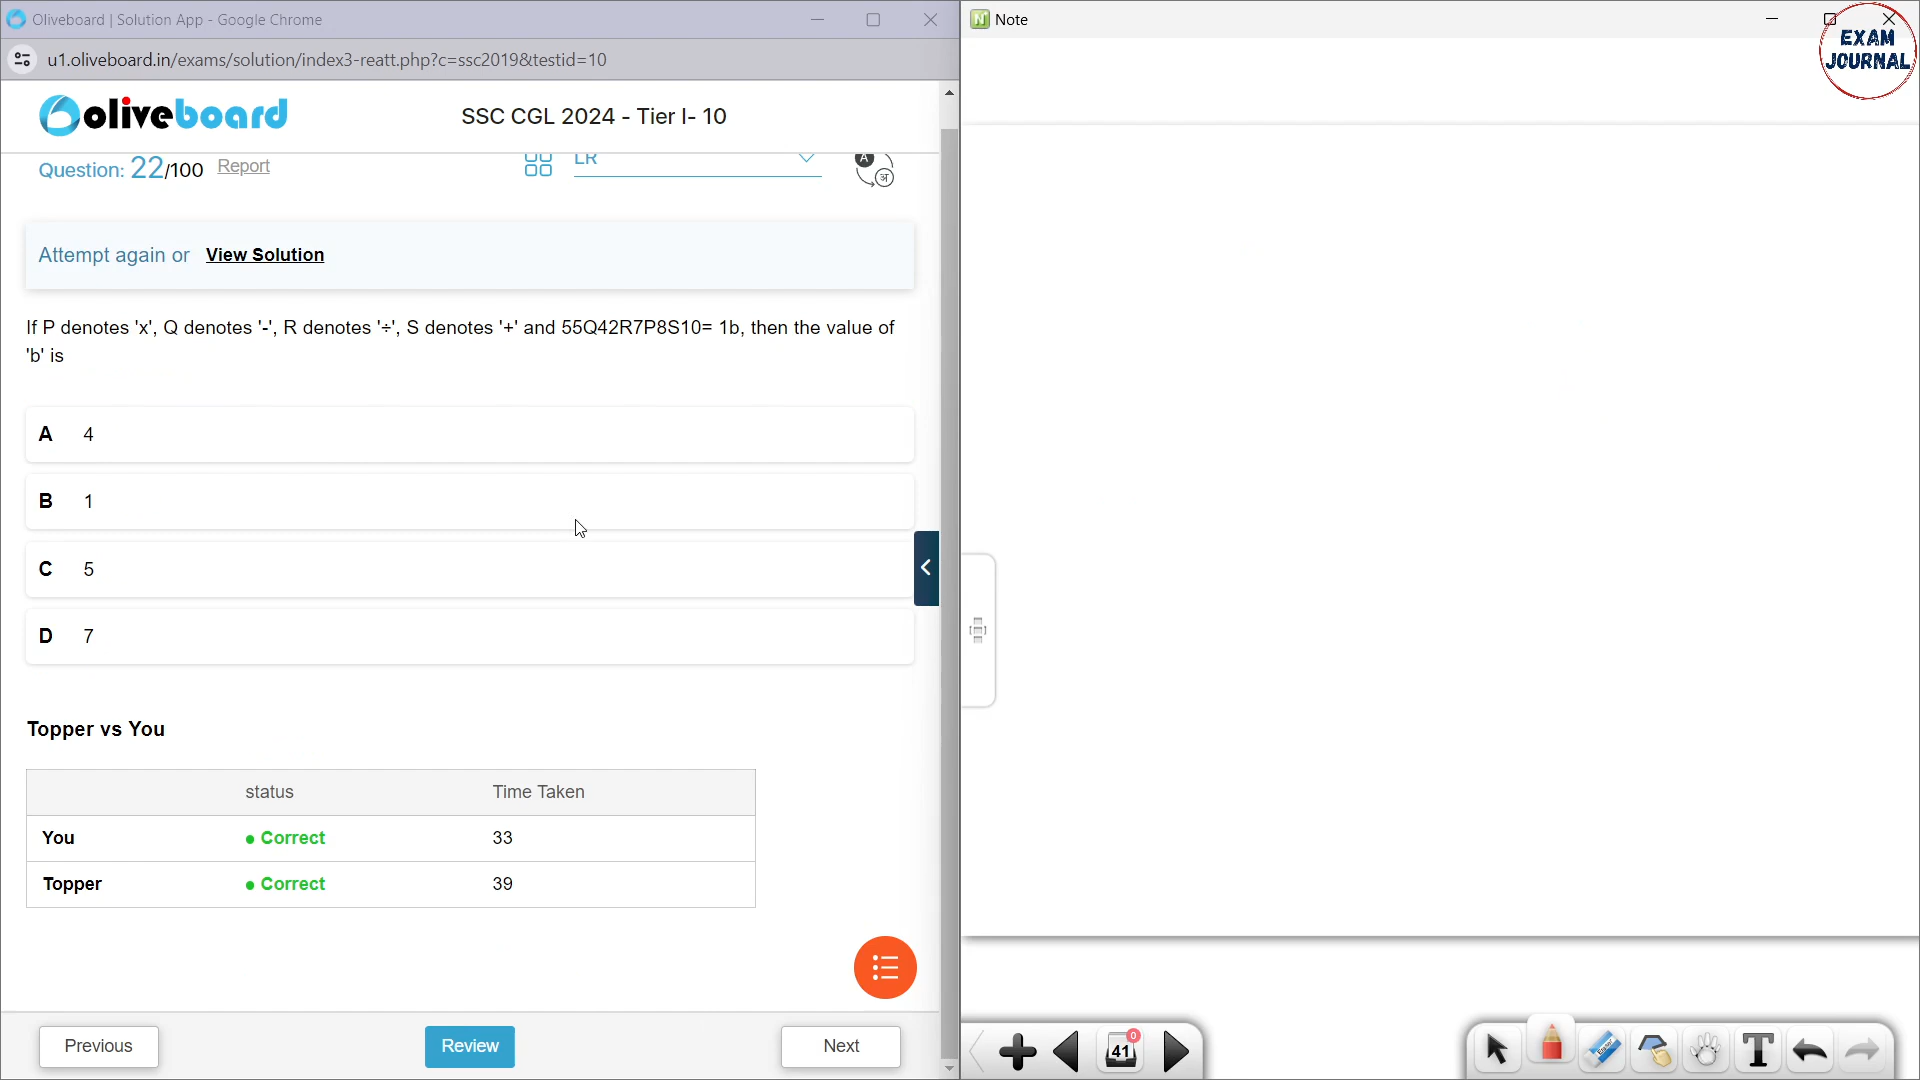 Oliveboard | Solution App - Google Chrome
u1.oliveboard.in/exams/solution/index3-reatt.php?c=ssc2019&testid=10
oliveboard
SSC CGL 2024 - Tier I- 10
Question: 22/100 Report
LR
A
अ
Attempt again or View Solution
If P denotes 'x', Q denotes '-', R denotes '÷', S denotes '+' and 55Q42R7P8S10= 1b, then the value of
'b' is
A 4
B 1
C 5
D 7
Topper vs You
status Time Taken
You Correct 33
Topper Correct 39
Previous
Review
Next
N Note
EXAM
JOURNAL
41
0
T